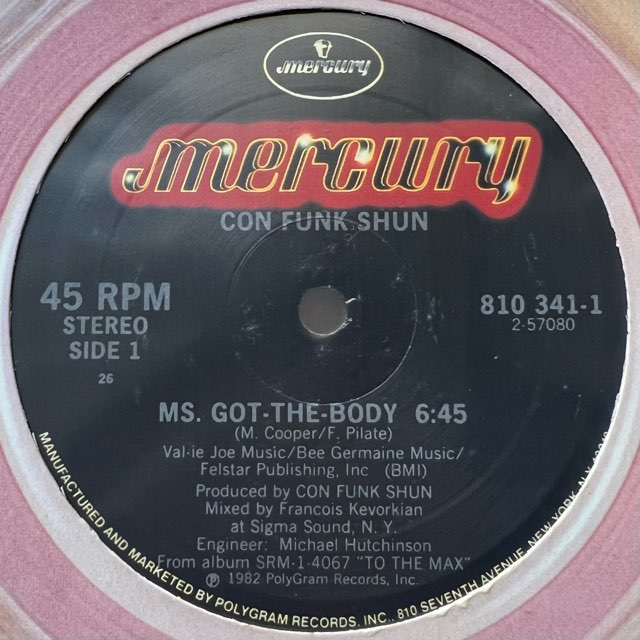 mercury
mercury
CON FUNK SHUN
45 RPM
STEREO
SIDE 1
26
810 341-1
2-57080
MS. GOT-THE-BODY 6:45
(M. Cooper/F. Pilate)
Val-ie Joe Music/Bee Germaine Music/
Felstar Publishing, Inc (BMI)
Produced by CON FUNK SHUN
Mixed by Francois Kevorkian
at Sigma Sound, N. Y.
Engineer: Michael Hutchinson
From album SRM-1-4067 "TO THE MAX"
℗ 1982 PolyGram Records, Inc.
MANUFACTURED AND MARKETED BY POLYGRAM RECORDS, INC., 810 SEVENTH AVENUE, NEW YORK, N.Y.